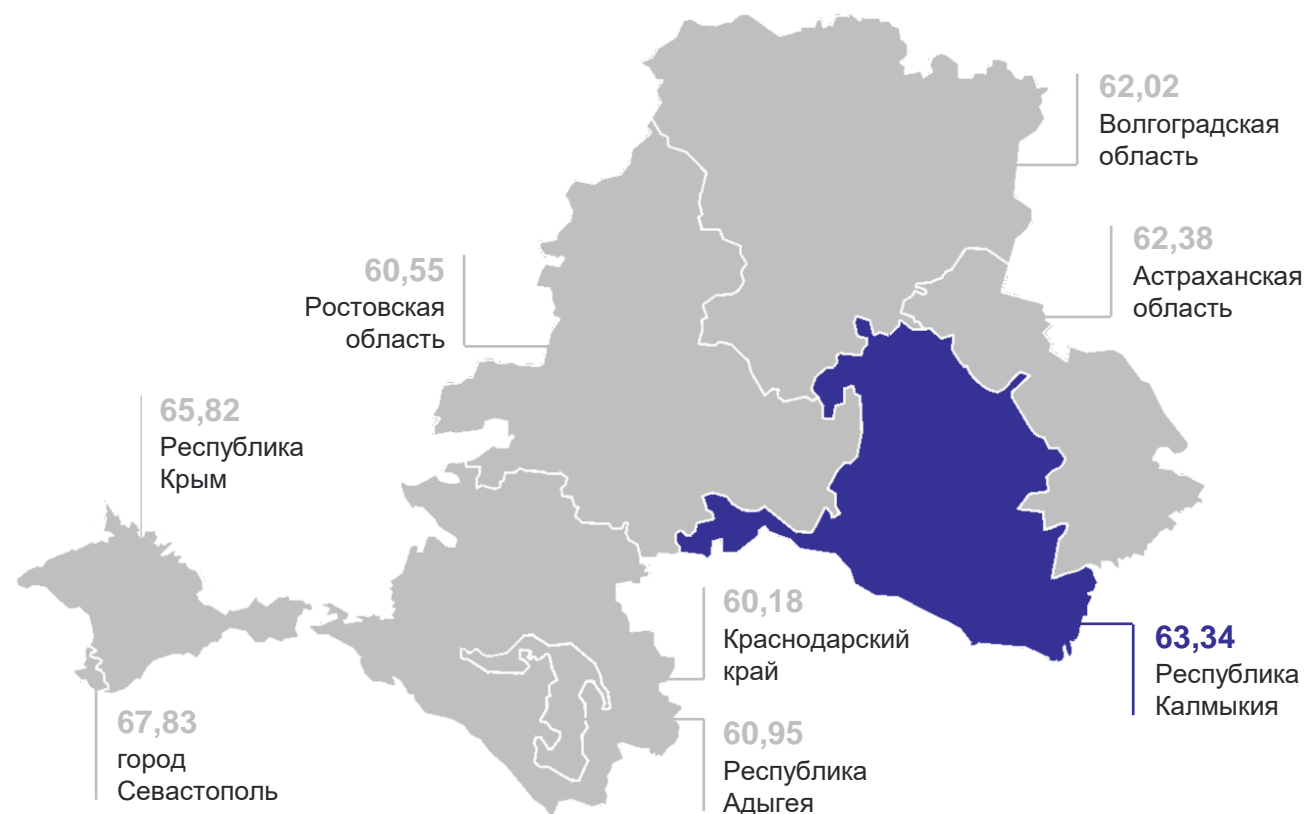 62,02
Волгоградская
область
62,38
Астраханская
область
60,55
Ростовская
область
65,82
Республика
Крым
60,18
Краснодарский
край
63,34
Республика
Калмыкия
67,83
город
Севастополь
60,95
Республика
Адыгея